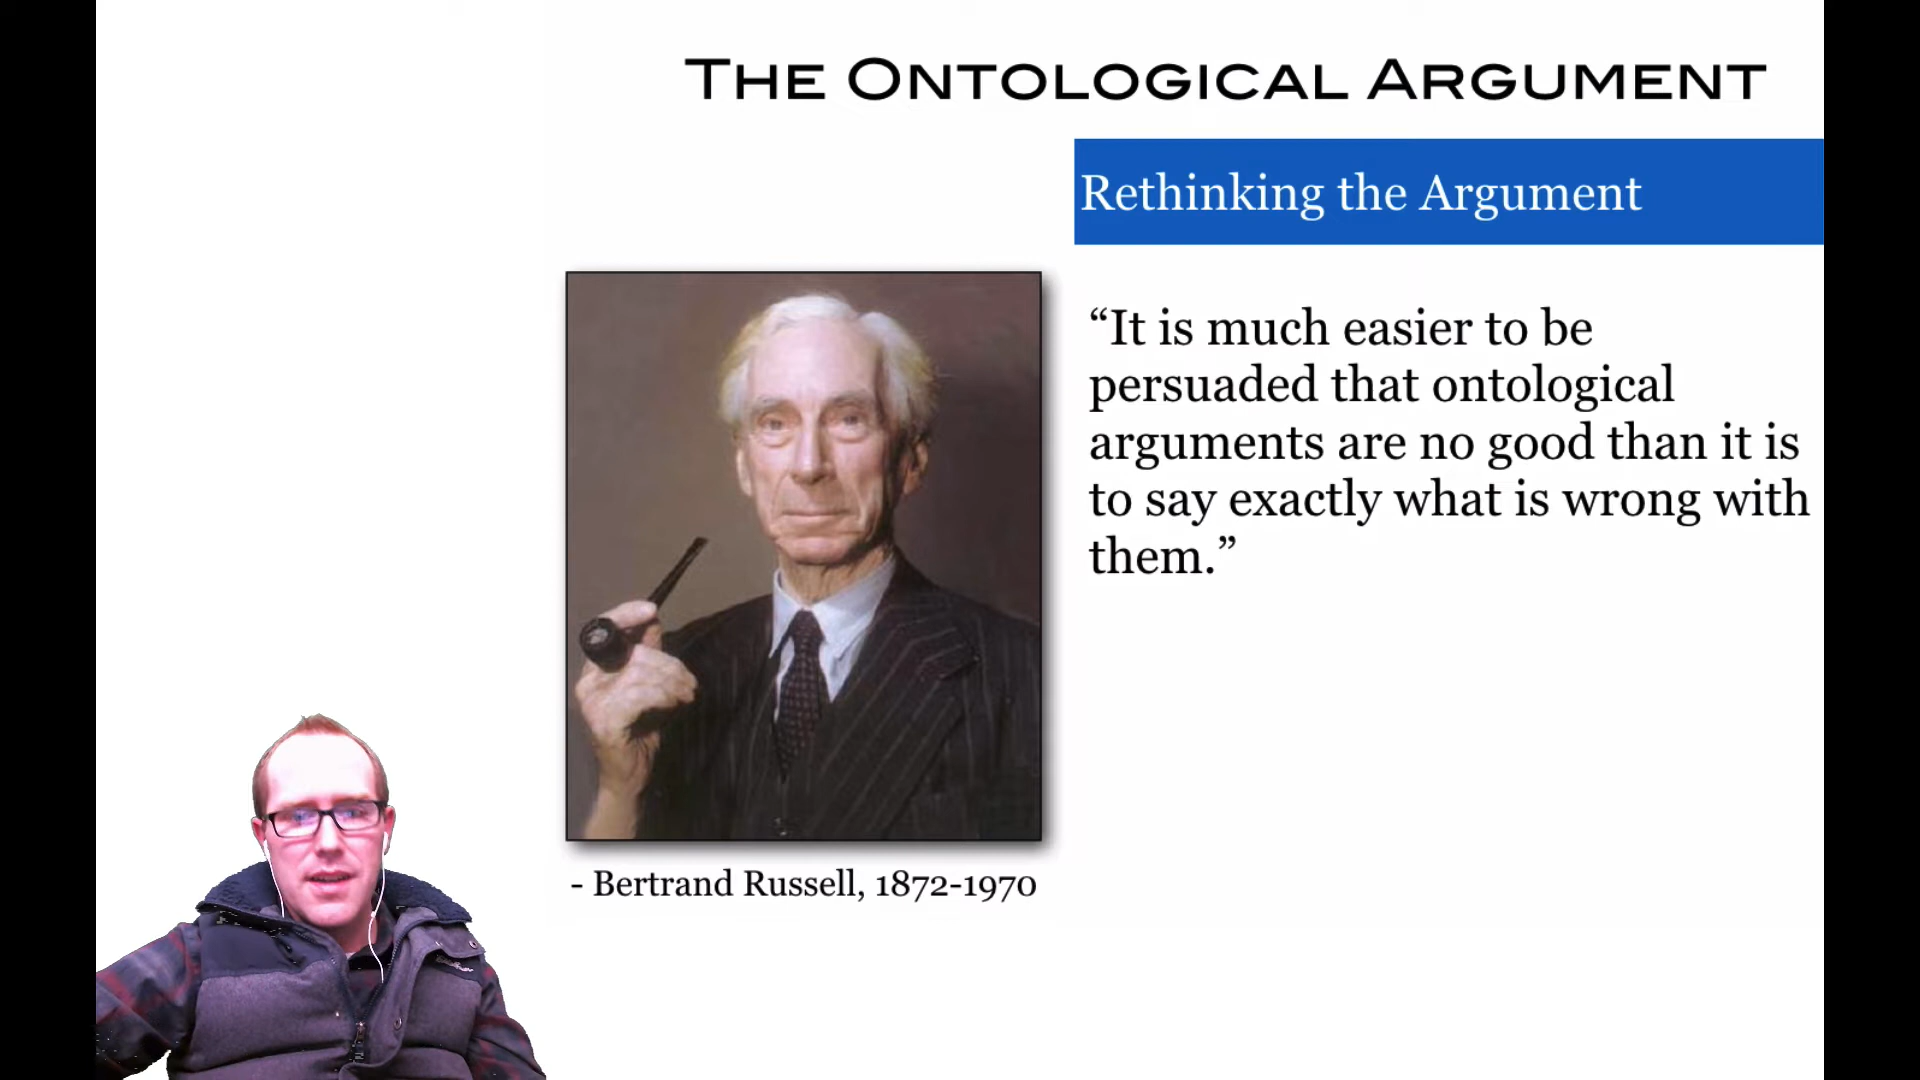 THE ONTOLOGICAL ARGUMENT
Rethinking the Argument
“It is much easier to be
persuaded that ontological
arguments are no good than it is
to say exactly what is wrong with
them.”
- Bertrand Russell, 1872-1970